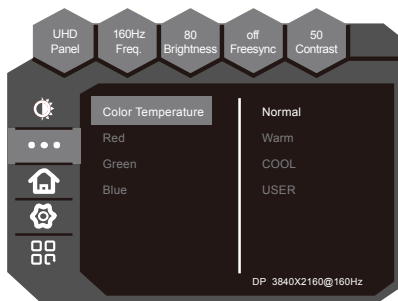 UHD
Panel
160Hz
Freq.
80
Brightness
off
Freesync
50
Contrast
Color Temperature
Normal
Red
Warm
Green
COOL
Blue
USER
DP 3840X2160@160Hz